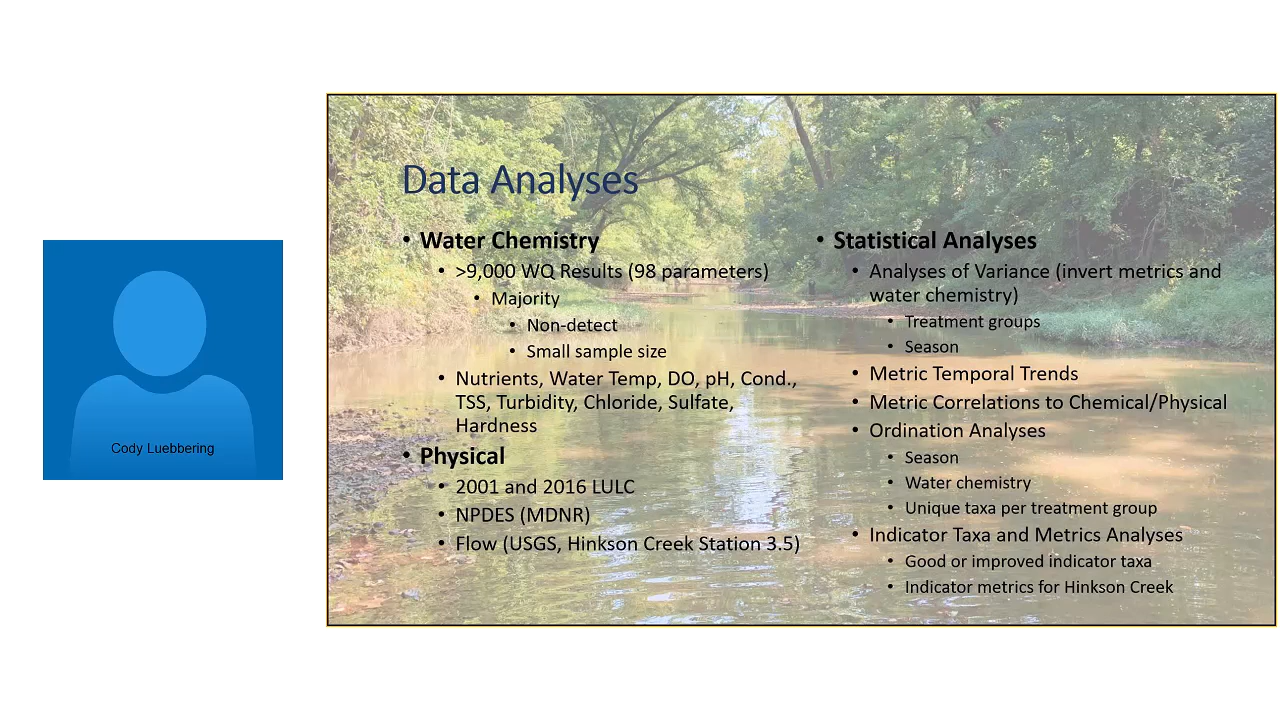 Data Analyses
• Water Chemistry
• >9,000 WQ Results (98 parameters)
• Majority
• Non-detect
• Small sample size
• Nutrients, Water Temp, DO, pH, Cond.,
TSS, Turbidity, Chloride, Sulfate,
Hardness
• Physical
• 2001 and 2016 LULC
• NPDES (MDNR)
• Flow (USGS, Hinkson Creek Station 3.5)
• Statistical Analyses
• Analyses of Variance (invert metrics and
water chemistry)
• Treatment groups
• Season
• Metric Temporal Trends
• Metric Correlations to Chemical/Physical
• Ordination Analyses
• Season
• Water chemistry
• Unique taxa per treatment group
• Indicator Taxa and Metrics Analyses
• Good or improved indicator taxa
• Indicator metrics for Hinkson Creek
Cody Luebbering